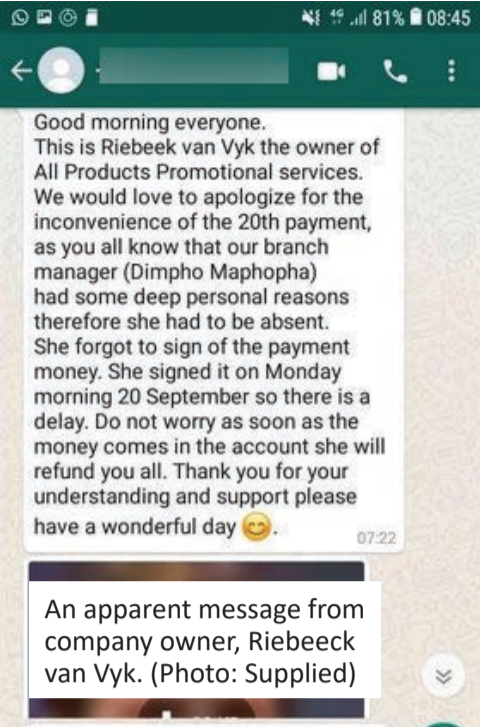 4G 81% 08:45
Good morning everyone.
This is Riebeek van Vyk the owner of
All Products Promotional services.
We would love to apologize for the
inconvenience of the 20th payment,
as you all know that our branch
manager (Dimpho Maphopha)
had some deep personal reasons
therefore she had to be absent.
She forgot to sign of the payment
money. She signed it on Monday
morning 20 September so there is a
delay. Do not worry as soon as the
money comes in the account she will
refund you all. Thank you for your
understanding and support please
have a wonderful day 😊.
07:22
An apparent message from
company owner, Riebeeck
van Vyk. (Photo: Supplied)